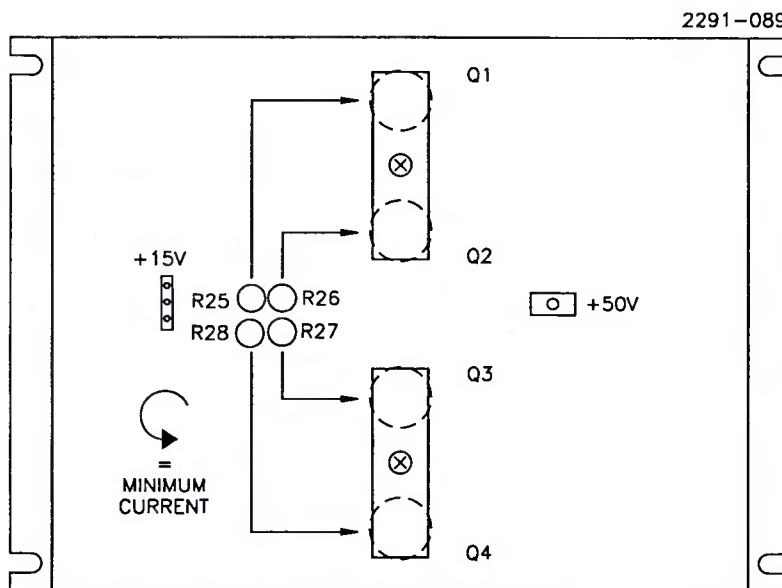 2291-089
Q1
Q2
+15V
R25
R26
R28
R27
+50V
Q3
=
MINIMUM
CURRENT
Q4